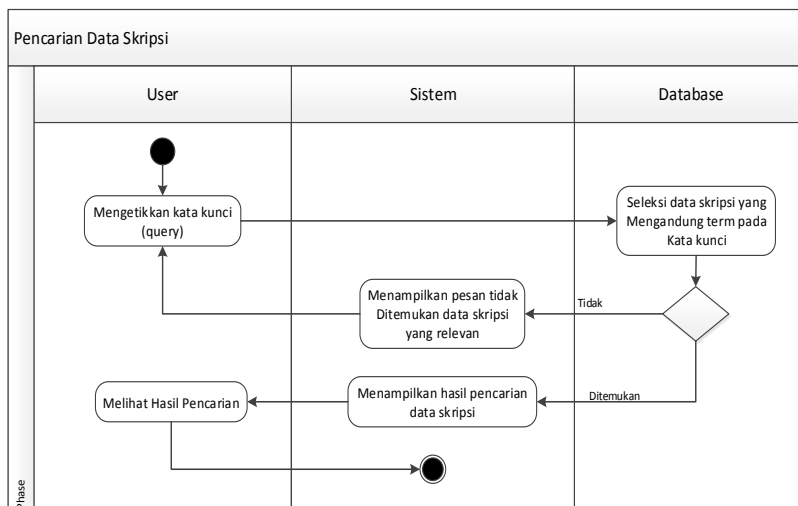 Pencarian Data Skripsi
User
Sistem
Database
Mengetikkan kata kunci
(query)
Seleksi data skripsi yang
Mengandung term pada
Kata kunci
Menampilkan pesan tidak
Ditemukan data skripsi
yang relevan
Tidak
Melihat Hasil Pencarian
Menampilkan hasil pencarian
data skripsi
Ditemukan
Phase